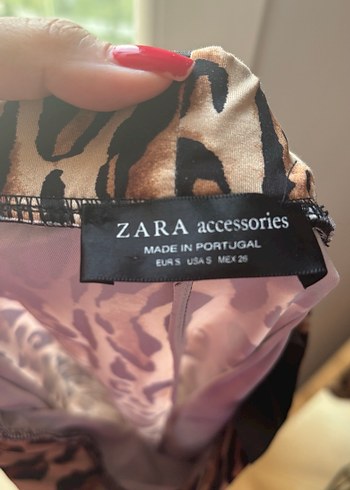 ZARA accessories
MADE IN PORTUGAL
EUR S USA S MEX 26